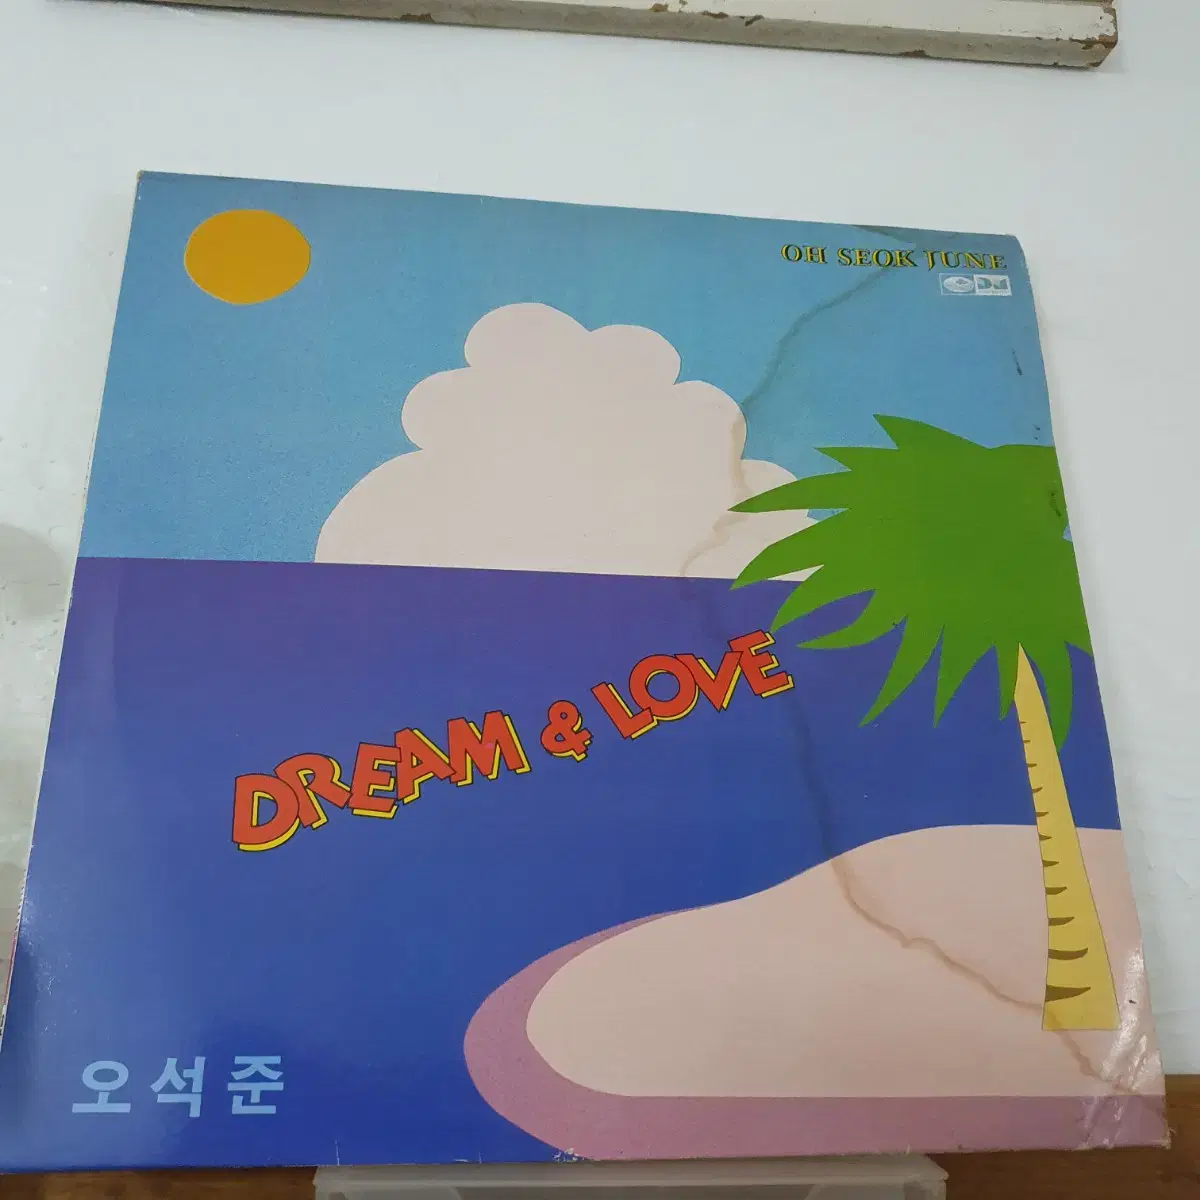 OH SEOK JUNE
DREAM & LOVE
오석준